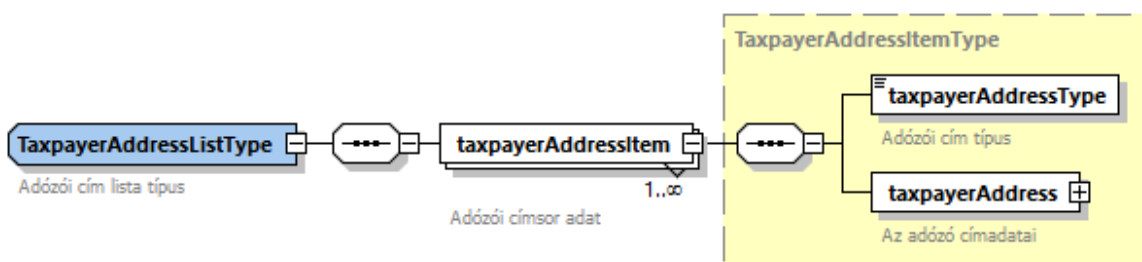 TaxpayerAddressItemType
taxpayerAddressType
Adózói cím típus
TaxpayerAddressListType
Adózói cím lista típus
taxpayerAddressItem
1..∞
Adózói címsor adat
taxpayerAddress
Az adózó címadatai